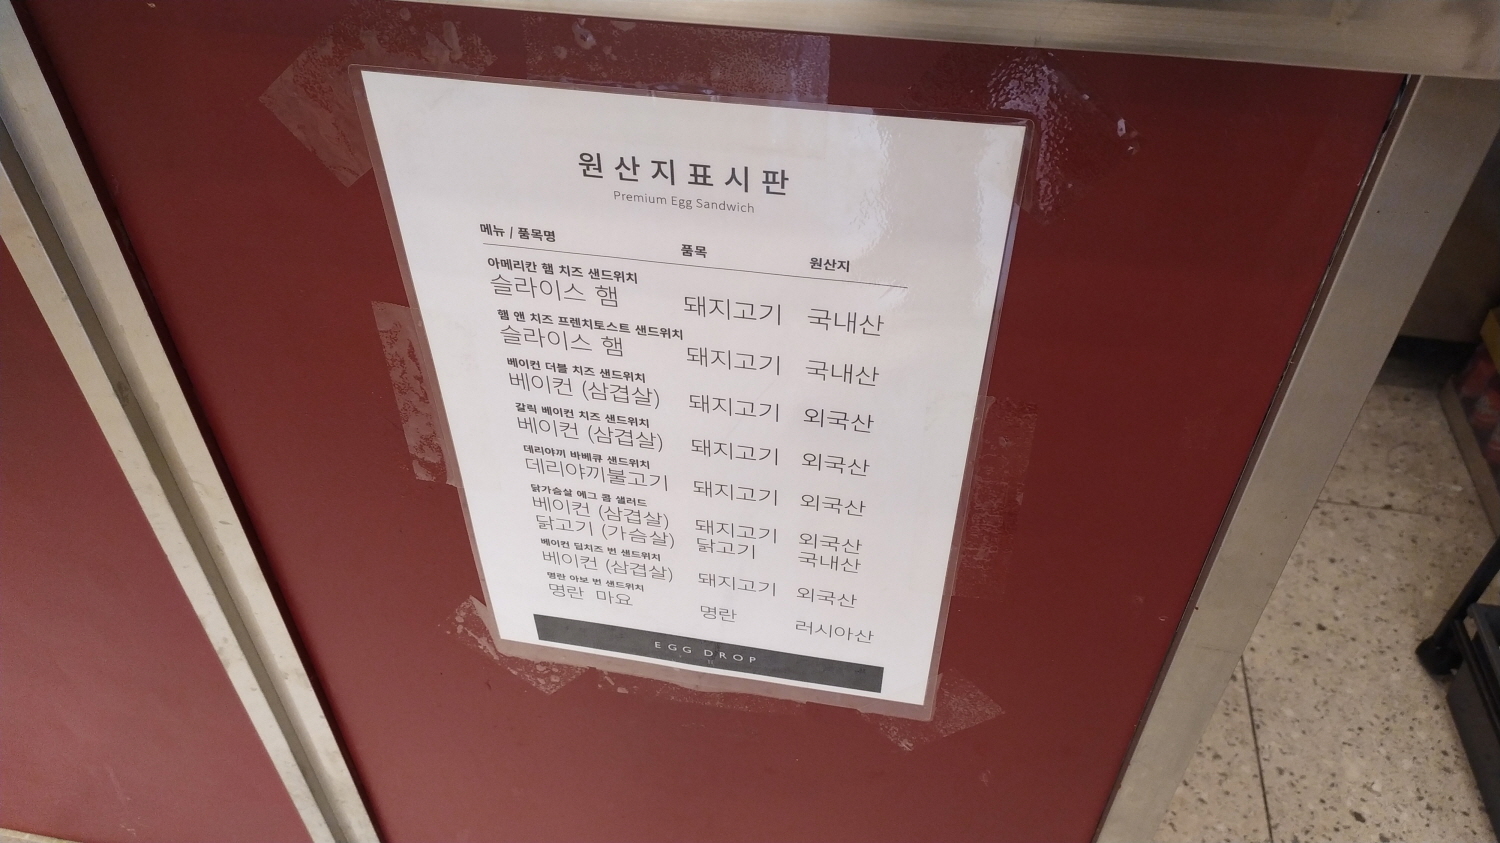 원산지표시판
Premium Egg Sandwich
메뉴 / 품목명 품목 원산지
아메리칸 햄 치즈 샌드위치
슬라이스 햄 돼지고기 국내산
햄 앤 치즈 프렌치토스트 샌드위치
슬라이스 햄 돼지고기 국내산
베이컨 더블 치즈 샌드위치
베이컨 (삼겹살) 돼지고기 외국산
갈릭 베이컨 치즈 샌드위치
베이컨 (삼겹살) 돼지고기 외국산
데리야끼 바베큐 샌드위치
데리야끼불고기 돼지고기 외국산
닭가슴살 에그 콥 샐러드
베이컨 (삼겹살) 돼지고기 외국산
닭고기 (가슴살) 닭고기 국내산
베이컨 딥치즈 번 샌드위치
베이컨 (삼겹살) 돼지고기 외국산
명란 아보 번 샌드위치
명란 마요 명란 러시아산
EGG DROP